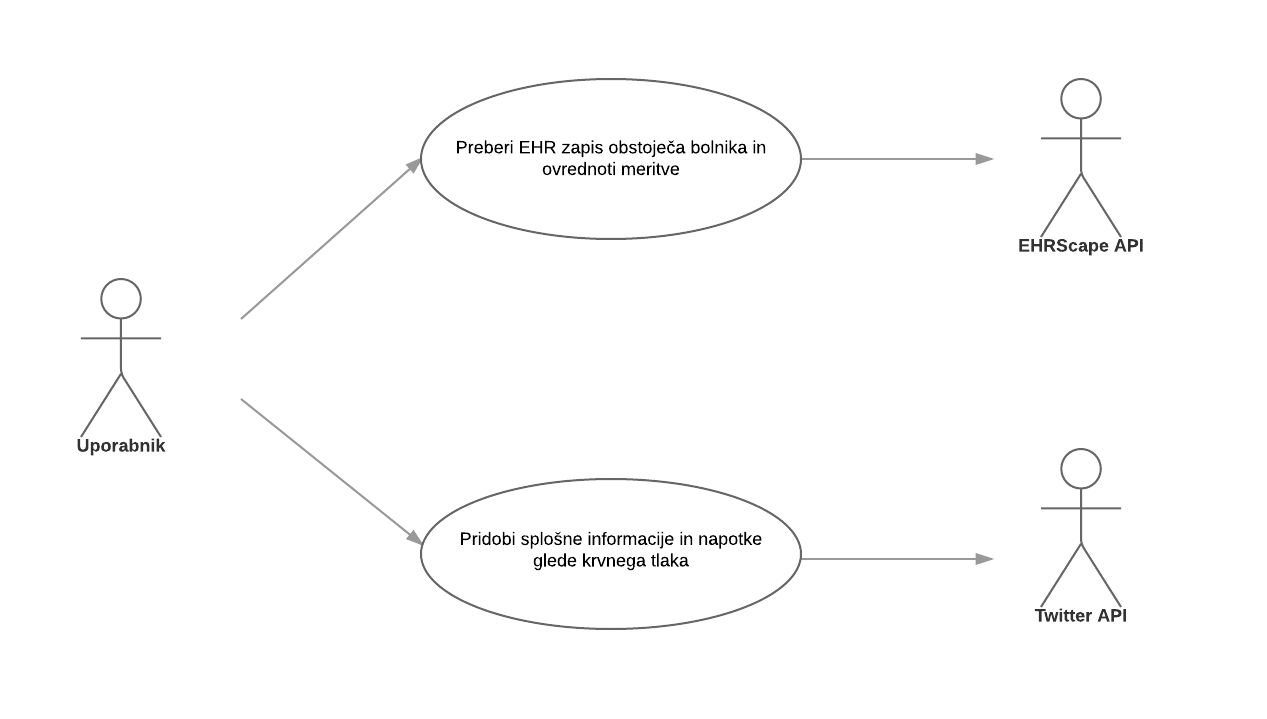 Preberi EHR zapis obstoječa bolnika in
ovrednoti meritve
EHRScape API
Uporabnik
Pridobi splošne informacije in napotke
glede krvnega tlaka
Twitter API